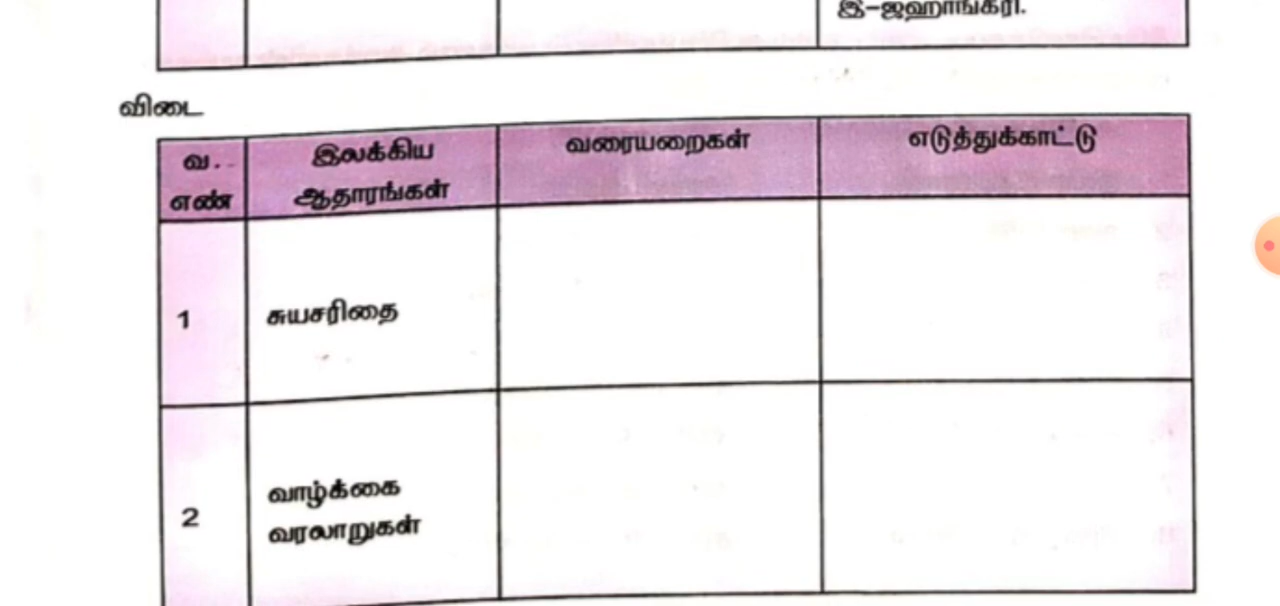 இ-ஜஹாங்கீரி.
விடை
வ. எண்
இலக்கிய ஆதாரங்கள்
வரையறைகள்
எடுத்துக்காட்டு
1
சுயசரிதை
2
வாழ்க்கை
வரலாறுகள்